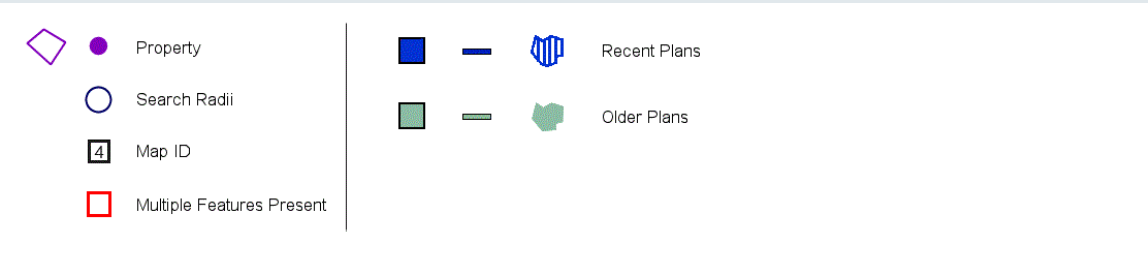 Property
Search Radii
4 Map ID
Multiple Features Present
Recent Plans
Older Plans